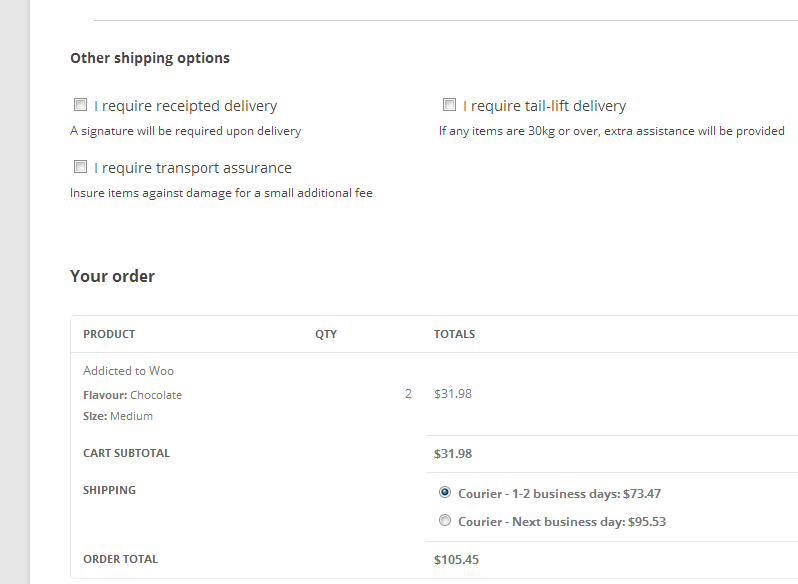 Other shipping options
I require receipted delivery
A signature will be required upon delivery
I require tail-lift delivery
If any items are 30kg or over, extra assistance will be provided
I require transport assurance
Insure items against damage for a small additional fee
Your order
PRODUCT QTY TOTALS
Addicted to Woo
Flavour: Chocolate 2 $31.98
Size: Medium
CART SUBTOTAL $31.98
SHIPPING Courier - 1-2 business days: $73.47
Courier - Next business day: $95.53
ORDER TOTAL $105.45